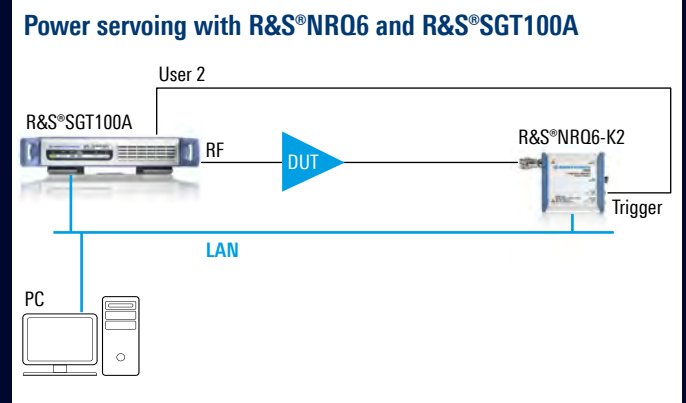 Power servoing with R&S®NRQ6 and R&S®SGT100A
User 2
R&S®SGT100A
RF
DUT
R&S®NRQ6-K2
Trigger
LAN
PC